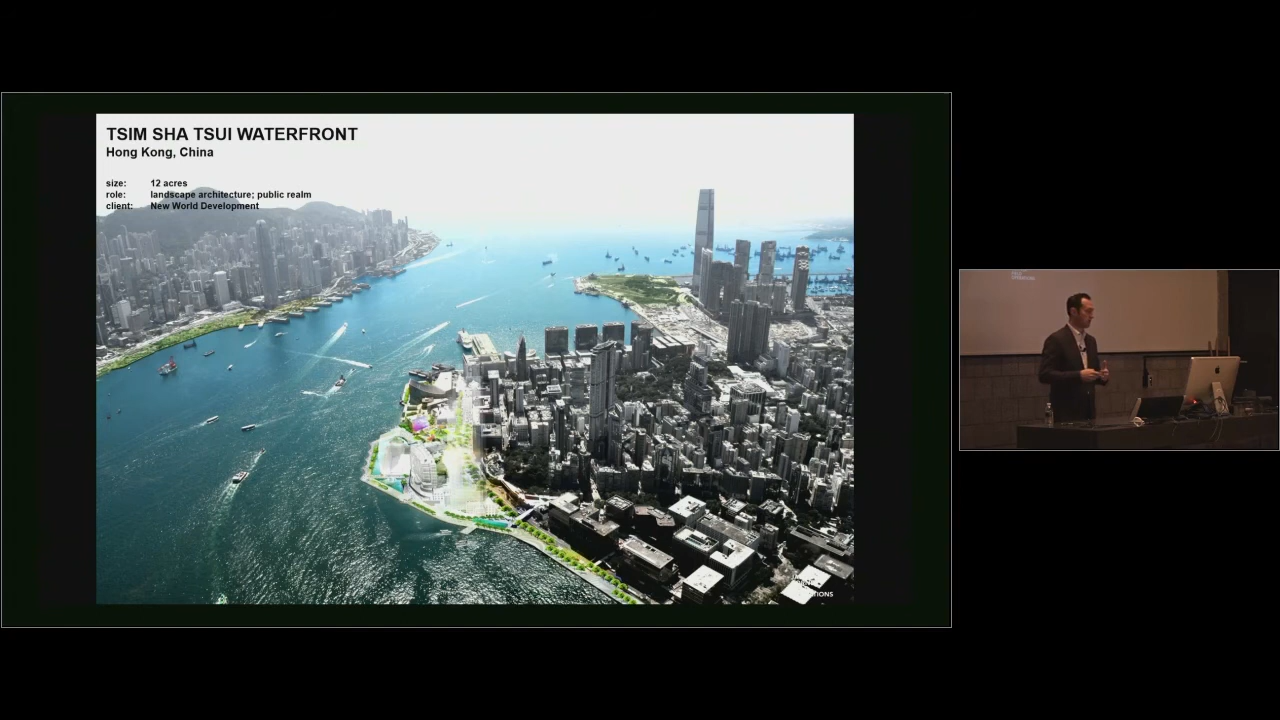 TSIM SHA TSUI WATERFRONT
Hong Kong, China
size: 12 acres
role: landscape architecture; public realm
client: New World Development